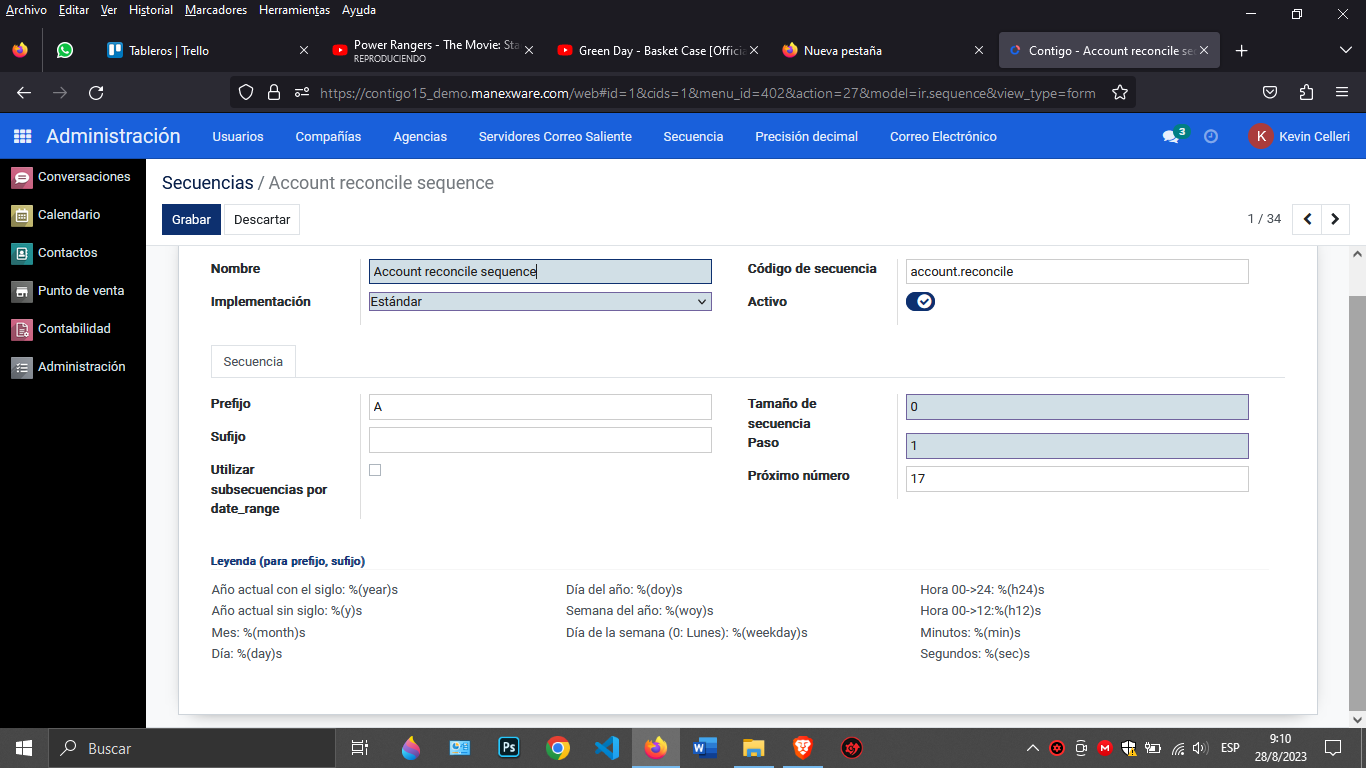 Archivo Editar Ver Historial Marcadores Herramientas Ayuda
Tableros | Trello
Power Rangers - The Movie: Sta
REPRODUCIENDO
Green Day - Basket Case [Officia
Nueva pestaña
Contigo - Account reconcile se
https://contigo15_demo.manexware.com/web#id=1&cids=1&menu_id=402&action=27&model=ir.sequence&view_type=form
Administración Usuarios Compañías Agencias Servidores Correo Saliente Secuencia Precisión decimal Correo Electrónico 3 K Kevin Celleri
Conversaciones
Calendario
Contactos
Punto de venta
Contabilidad
Administración
Secuencias / Account reconcile sequence
Grabar Descartar 1 / 34
Nombre Account reconcile sequence Código de secuencia account.reconcile
Implementación Estándar Activo
Secuencia
Prefijo A
Sufijo
Utilizar
subsecuencias por
date_range
Tamaño de
secuencia
0
Paso 1
Próximo número 17
Leyenda (para prefijo, sufijo)
Año actual con el siglo: %(year)s Día del año: %(doy)s Hora 00->24: %(h24)s
Año actual sin siglo: %(y)s Semana del año: %(woy)s Hora 00->12:%(h12)s
Mes: %(month)s Día de la semana (0: Lunes): %(weekday)s Minutos: %(min)s
Día: %(day)s Segundos: %(sec)s
Buscar
Ps
ESP
9:10
28/8/2023